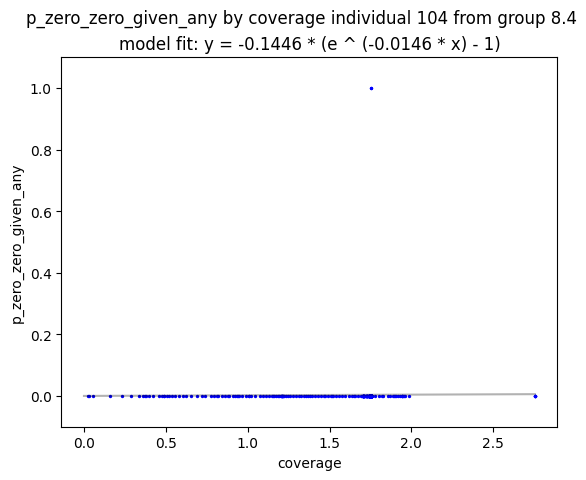 p_zero_zero_given_any by coverage individual 104 from group 8.4
model fit: y = -0.1446 * (e ^ (-0.0146 * x) - 1)
1.0
0.8
0.6
0.4
0.2
0.0
p_zero_zero_given_any
0.0 0.5 1.0 1.5 2.0 2.5
coverage